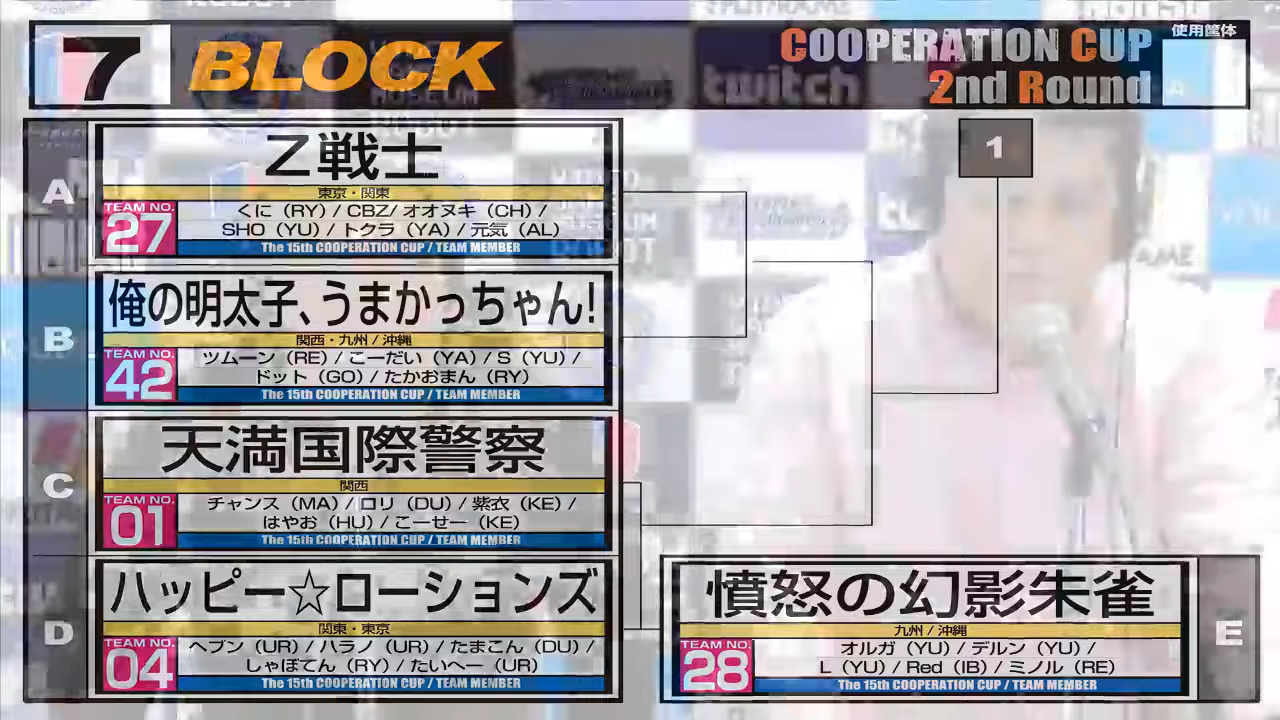 7 BLOCK
COOPERATION CUP
2nd Round
使用筐体
A
twitch
1
A
Z戦士
東京・関東
TEAM NO.
27
くに（RY）/ CBZ/ オオヌキ（CH）/
SHO（YU）/ トクラ（YA）/ 元気（AL）
The 15th COOPERATION CUP / TEAM MEMBER
B
俺の明太子、うまかっちゃん!
関西・九州 / 沖縄
TEAM NO.
42
ツムーン（RE）/ こーだい（YA）/ S（YU）/
ドット（GO）/ たかおまん（RY）
The 15th COOPERATION CUP / TEAM MEMBER
C
天満国際警察
関西
TEAM NO.
01
チャンス（MA）/ ロリ（DU）/ 紫衣（KE）/
はやお（HU）/ こーせー（KE）
The 15th COOPERATION CUP / TEAM MEMBER
D
ハッピー☆ローションズ
関東・東京
TEAM NO.
04
ヘブン（UR）/ ハラノ（UR）/ たまこん（DU）/
しゃぼてん（RY）/ たいへー（UR）
The 15th COOPERATION CUP / TEAM MEMBER
憤怒の幻影朱雀
九州 / 沖縄
TEAM NO.
28
オルガ（YU）/ デルン（YU）/
L（YU）/ Red（IB）/ ミノル（RE）
The 15th COOPERATION CUP / TEAM MEMBER
E